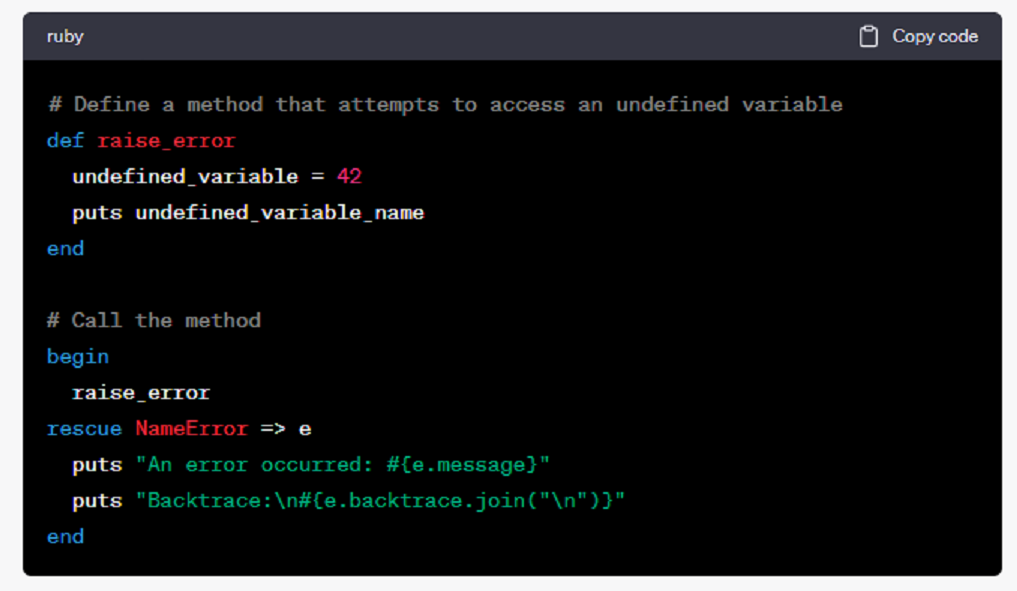 ruby
Copy code
# Define a method that attempts to access an undefined variable
def raise_error
  undefined_variable = 42
  puts undefined_variable_name
end
# Call the method
begin
  raise_error
rescue NameError => e
  puts "An error occurred: #{e.message}"
  puts "Backtrace:\n#{e.backtrace.join("\n")}"
end